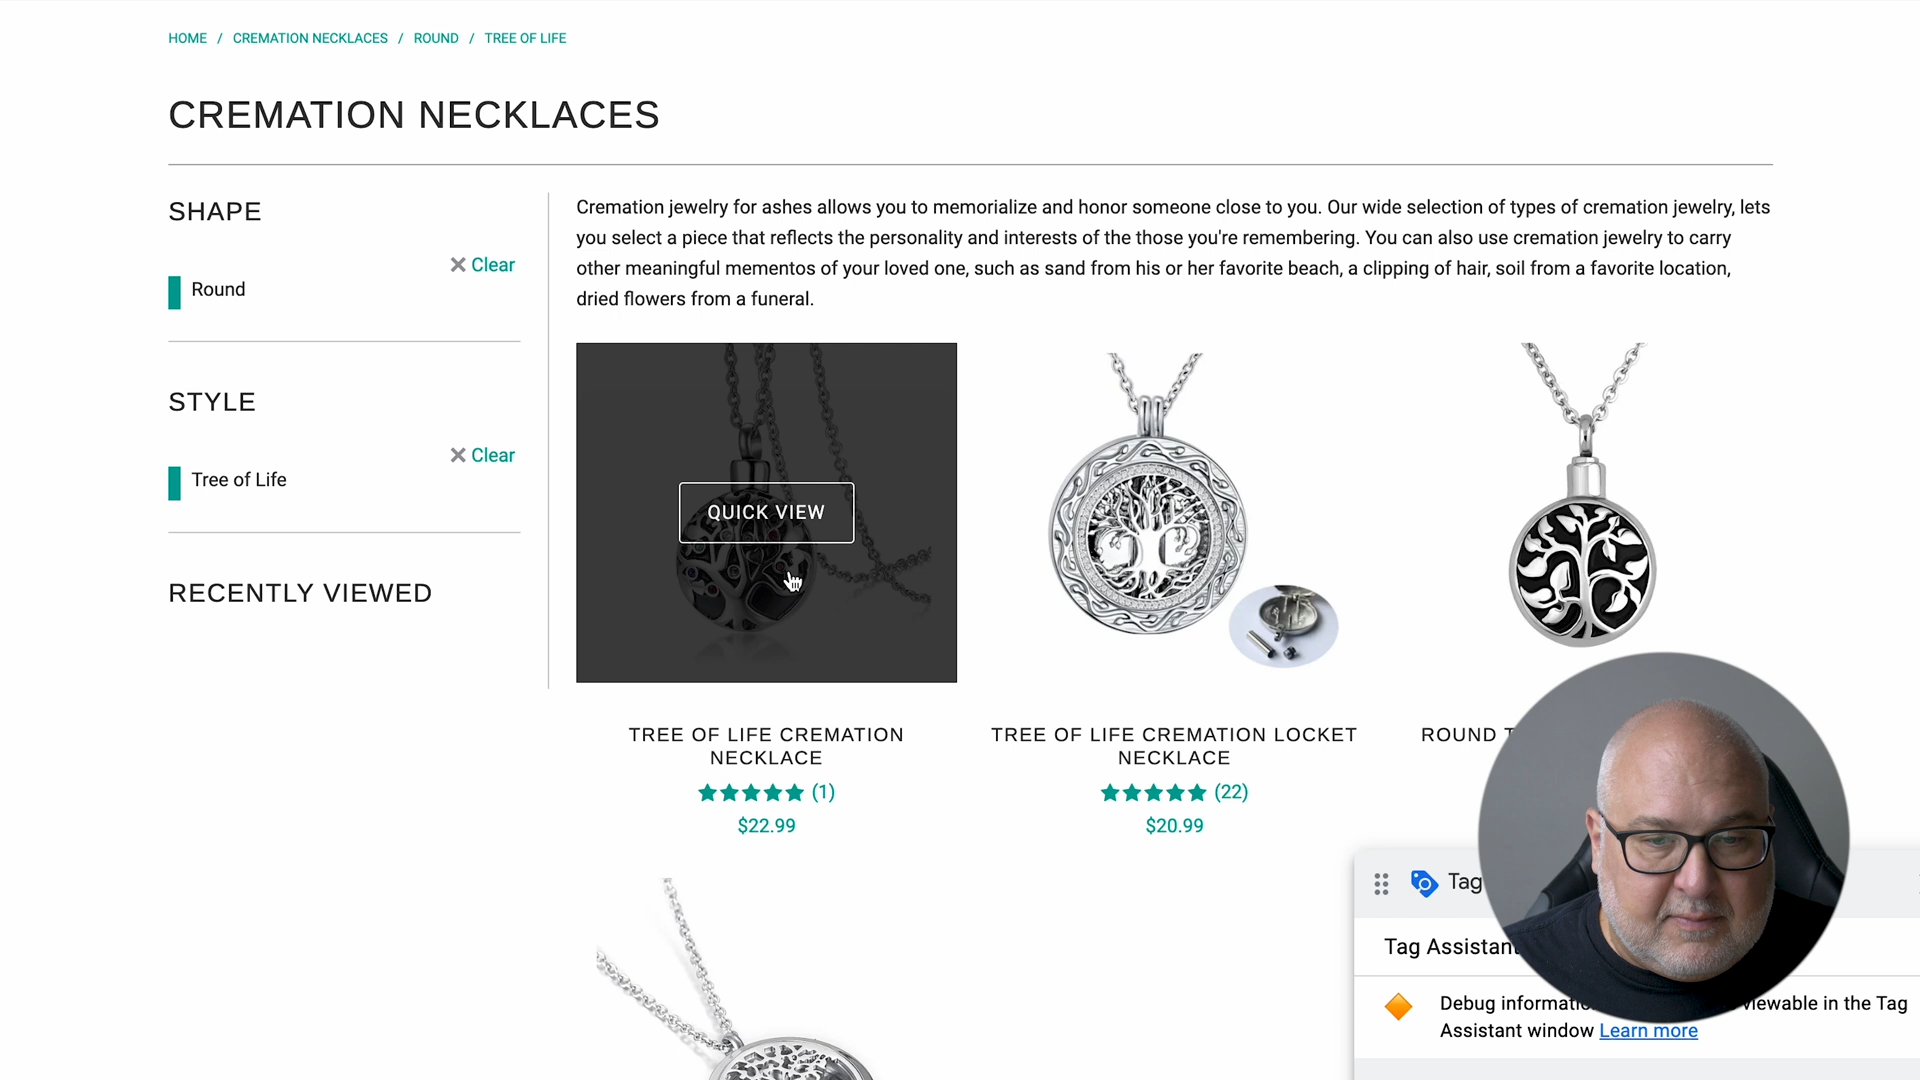 HOME / CREMATION NECKLACES / ROUND / TREE OF LIFE
CREMATION NECKLACES
SHAPE
Clear
Round
STYLE
Clear
Tree of Life
RECENTLY VIEWED
Cremation jewelry for ashes allows you to memorialize and honor someone close to you. Our wide selection of types of cremation jewelry, lets
you select a piece that reflects the personality and interests of the those you're remembering. You can also use cremation jewelry to carry
other meaningful mementos of your loved one, such as sand from his or her favorite beach, a clipping of hair, soil from a favorite location,
dried flowers from a funeral.
QUICK VIEW
TREE OF LIFE CREMATION
NECKLACE
(1)
$22.99
TREE OF LIFE CREMATION LOCKET
NECKLACE
(22)
$20.99
ROUND
Tag
Tag Assistant
Debug viewable in the Tag
Assistant window Learn more